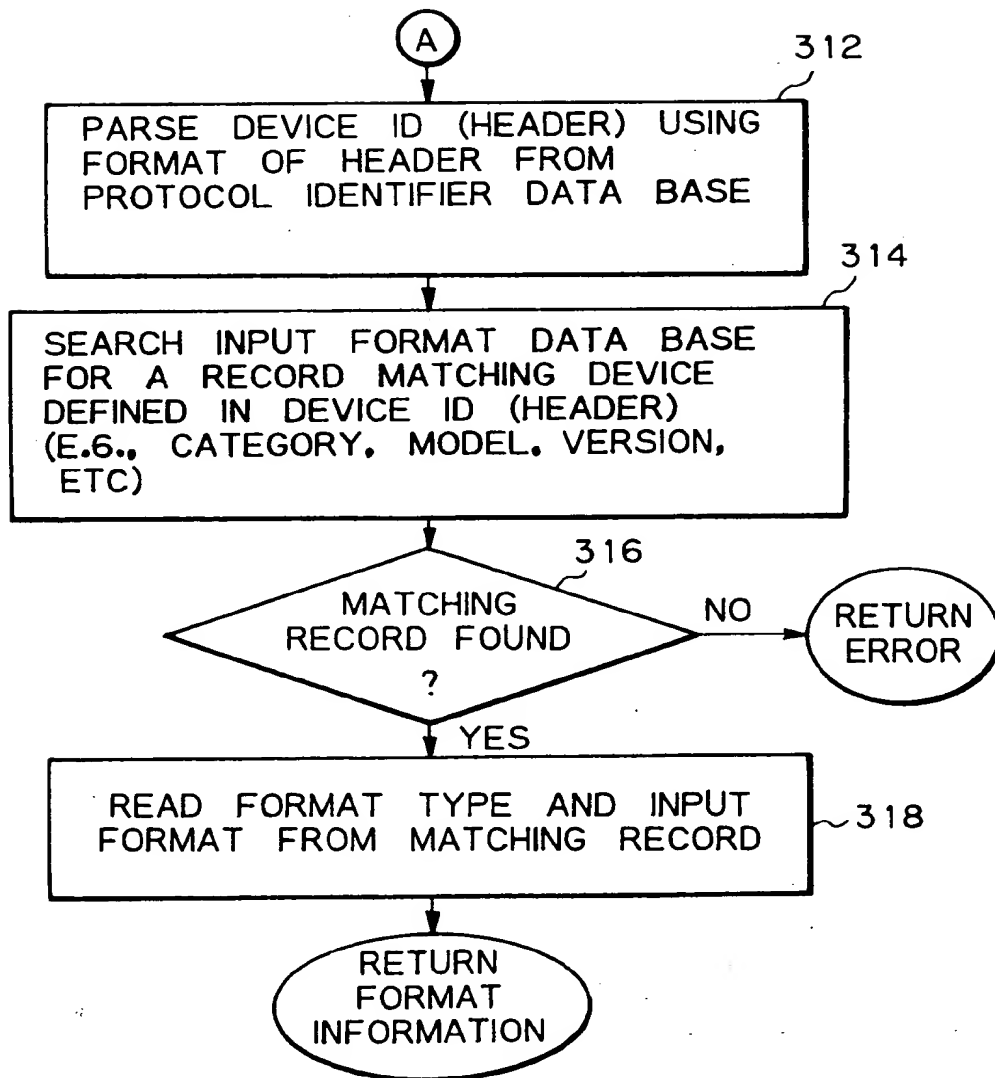 A
312
PARSE DEVICE ID (HEADER) USING
FORMAT OF HEADER FROM
PROTOCOL IDENTIFIER DATA BASE
314
SEARCH INPUT FORMAT DATA BASE
FOR A RECORD MATCHING DEVICE
DEFINED IN DEVICE ID (HEADER)
(E.6., CATEGORY. MODEL. VERSION,
ETC)
316
MATCHING
RECORD FOUND
?
NO
RETURN
ERROR
YES
READ FORMAT TYPE AND INPUT
FORMAT FROM MATCHING RECORD
318
RETURN
FORMAT
INFORMATION